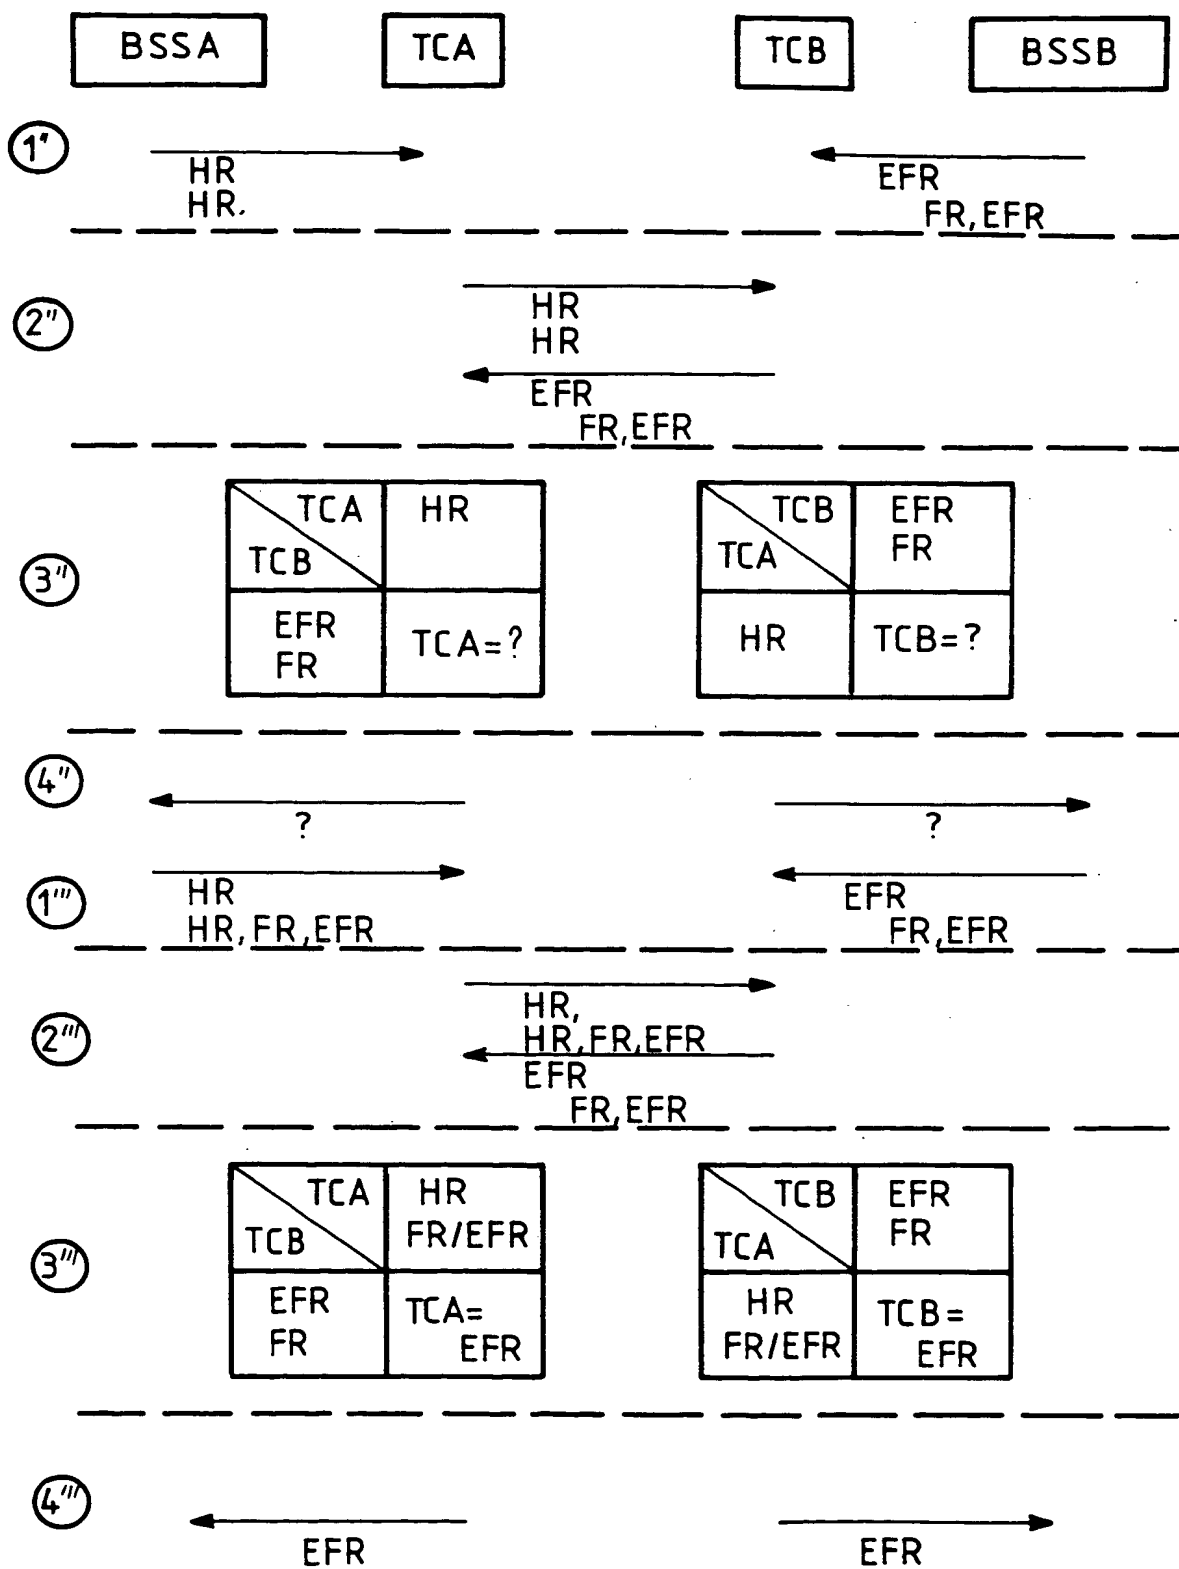 BSSA TCA TCB BSSB
1"
HR EFR
HR. FR,EFR
2"
HR
HR
EFR
FR,EFR
3"
TCA HR TCB EFR
FR
TCB TCA
EFR TCA=? HR TCB=?
FR
4"
? ?
1'''
HR EFR
HR,FR,EFR FR,EFR
2'''
HR,
HR,FR,EFR
EFR
FR,EFR
3'''
TCA HR TCB EFR
TCB FR/EFR TCA FR
EFR TCA= HR TCB=
FR EFR FR/EFR EFR
4'''
EFR EFR